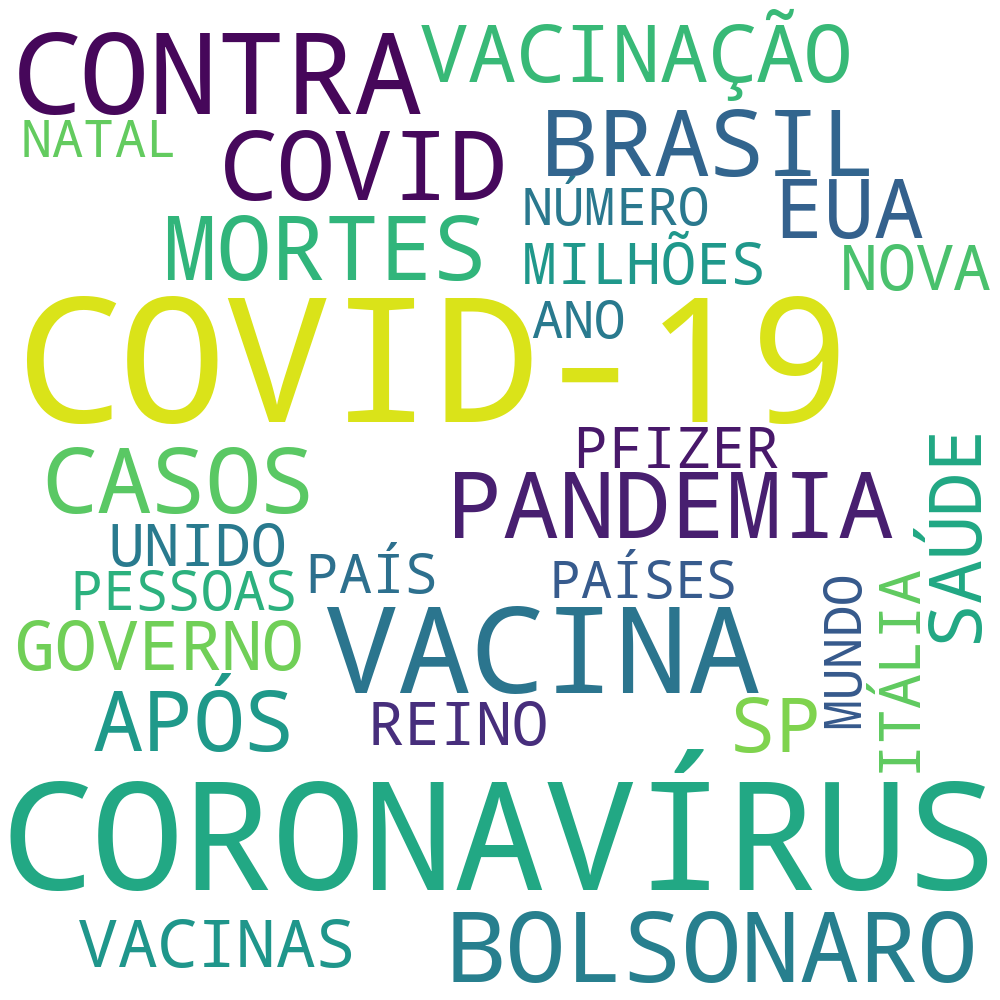 CONTRA
VACINAÇÃO
NATAL
COVID
BRASIL
NÚMERO
EUA
MORTES
MILHÕES
NOVA
COVID-19
ANO
CASOS
PFIZER
PANDEMIA
SAÚDE
UNIDO
PAÍS
PAÍSES
PESSOAS
MUNDO
ITÁLIA
GOVERNO
VACINA
APÓS
REINO
SP
CORONAVÍRUS
VACINAS
BOLSONARO